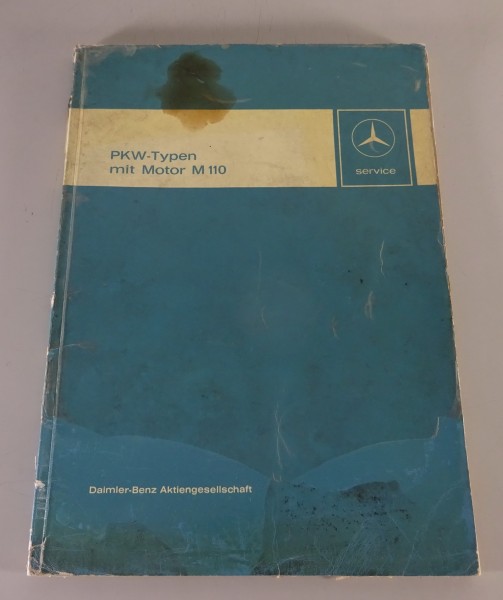 PKW-Typen
mit Motor M 110
service
Daimler-Benz Aktiengesellschaft